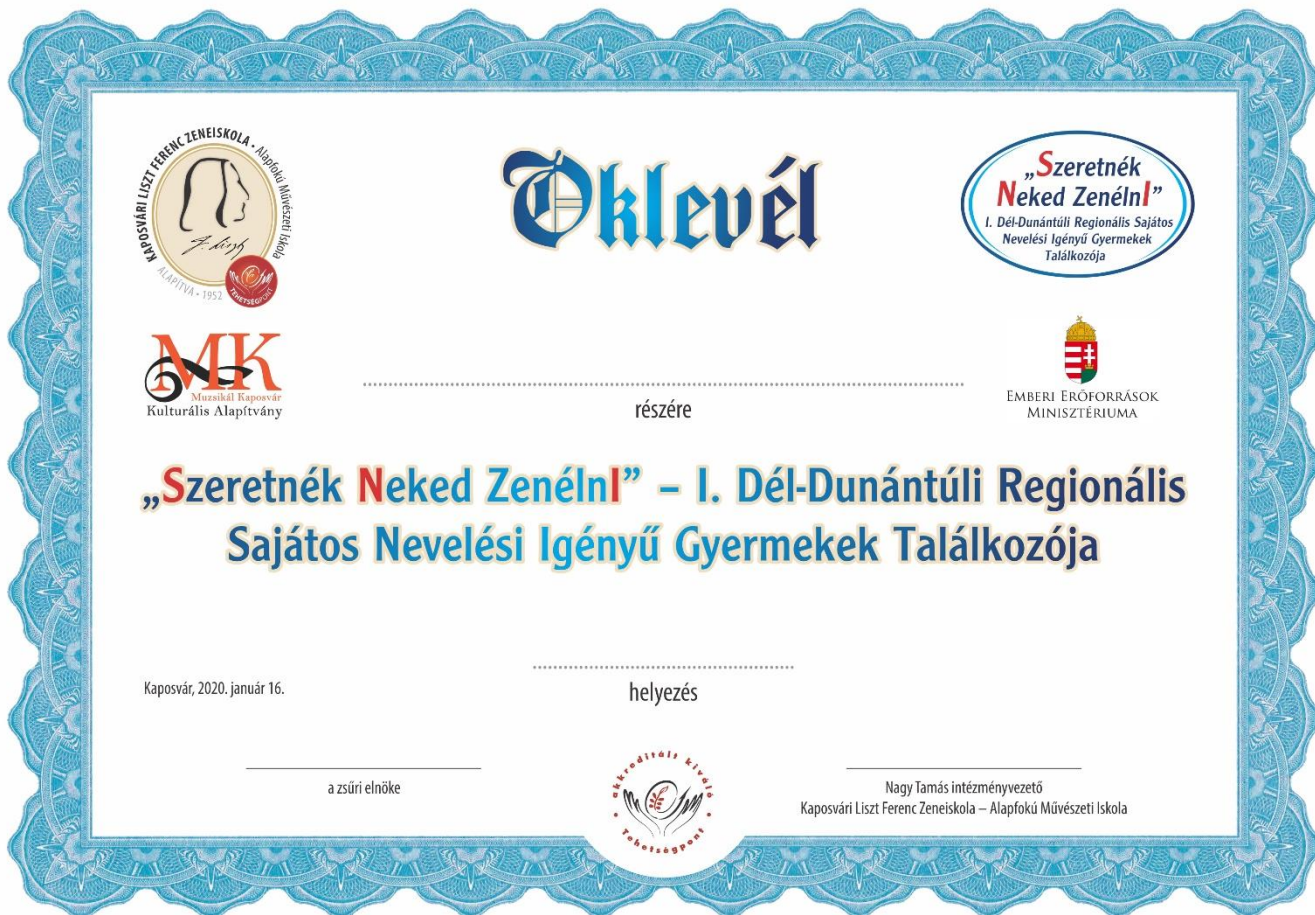 KAPOSVÁRI LISZT FERENC ZENEISKOLA • Alapfokú Művészeti Iskola
F. Liszt
ALAPÍTVA • 1952
TEHETSÉGPONT
Oklevél
„Szeretnék
Neked ZenélnI”
I. Dél-Dunántúli Regionális Sajátos
Nevelési Igényű Gyermekek
Találkozója
MK
Muzsikál Kaposvár
Kulturális Alapítvány
részére
EMBERI ERŐFORRÁSOK
MINISZTÉRIUMA
„Szeretnék Neked ZenélnI” – I. Dél-Dunántúli Regionális
Sajátos Nevelési Igényű Gyermekek Találkozója
Kaposvár, 2020. január 16.
helyezés
a zsűri elnöke
akkreditált kiváló
Tehetségpont
Nagy Tamás intézményvezető
Kaposvári Liszt Ferenc Zeneiskola – Alapfokú Művészeti Iskola